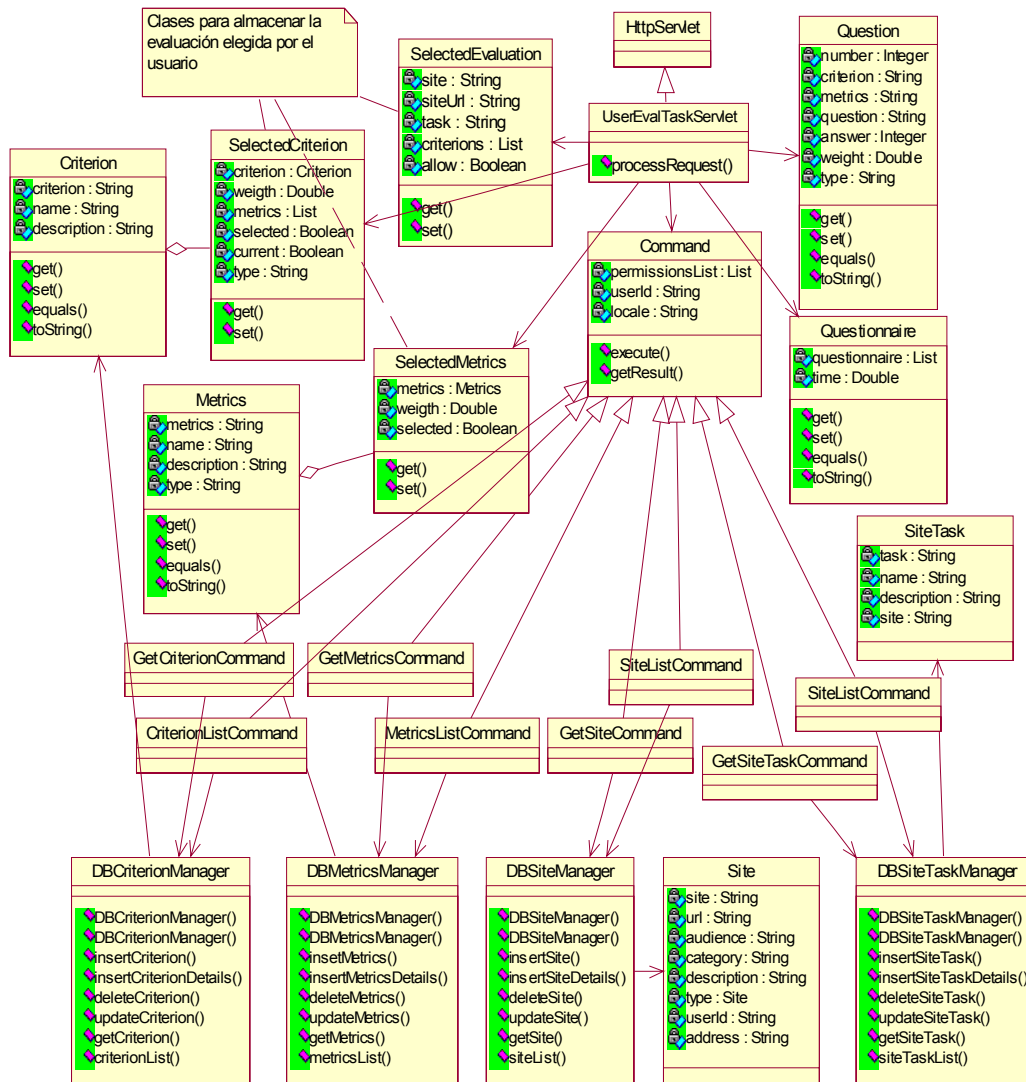 Clases para almacenar la
evaluación elegida por el
usuario
SelectedEvaluation
site : String
siteUrl : String
task : String
criterions : List
allow : Boolean
get()
set()
HttpServlet
UserEvalTaskServlet
processRequest()
Question
number : Integer
criterion : String
metrics : String
question : String
answer : Integer
weight : Double
type : String
get()
set()
equals()
toString()
Criterion
criterion : String
name : String
description : String
get()
set()
equals()
toString()
SelectedCriterion
criterion : Criterion
weigth : Double
metrics : List
selected : Boolean
current : Boolean
type : String
get()
set()
Command
permissionsList : List
userId : String
locale : String
execute()
getResult()
Questionnaire
questionnaire : List
time : Double
get()
set()
equals()
toString()
SelectedMetrics
metrics : Metrics
weigth : Double
selected : Boolean
get()
set()
Metrics
metrics : String
name : String
description : String
type : String
get()
set()
equals()
toString()
SiteTask
task : String
name : String
description : String
site : String
GetCriterionCommand
GetMetricsCommand
SiteListCommand
SiteListCommand
CriterionListCommand
MetricsListCommand
GetSiteCommand
GetSiteTaskCommand
DBCriterionManager
DBCriterionManager()
DBCriterionManager()
insertCriterion()
insertCriterionDetails()
deleteCriterion()
updateCriterion()
getCriterion()
criterionList()
DBMetricsManager
DBMetricsManager()
DBMetricsManager()
insetMetrics()
insertMetricsDetails()
deleteMetrics()
updateMetrics()
getMetrics()
metricsList()
DBSiteManager
DBSiteManager()
DBSiteManager()
insertSite()
insertSiteDetails()
deleteSite()
updateSite()
getSite()
siteList()
Site
site : String
url : String
audience : String
category : String
description : String
type : Site
userId : String
address : String
DBSiteTaskManager
DBSiteTaskManager()
DBSiteTaskManager()
insertSiteTask()
insertSiteTaskDetails()
deleteSiteTask()
updateSiteTask()
getSiteTask()
siteTaskList()